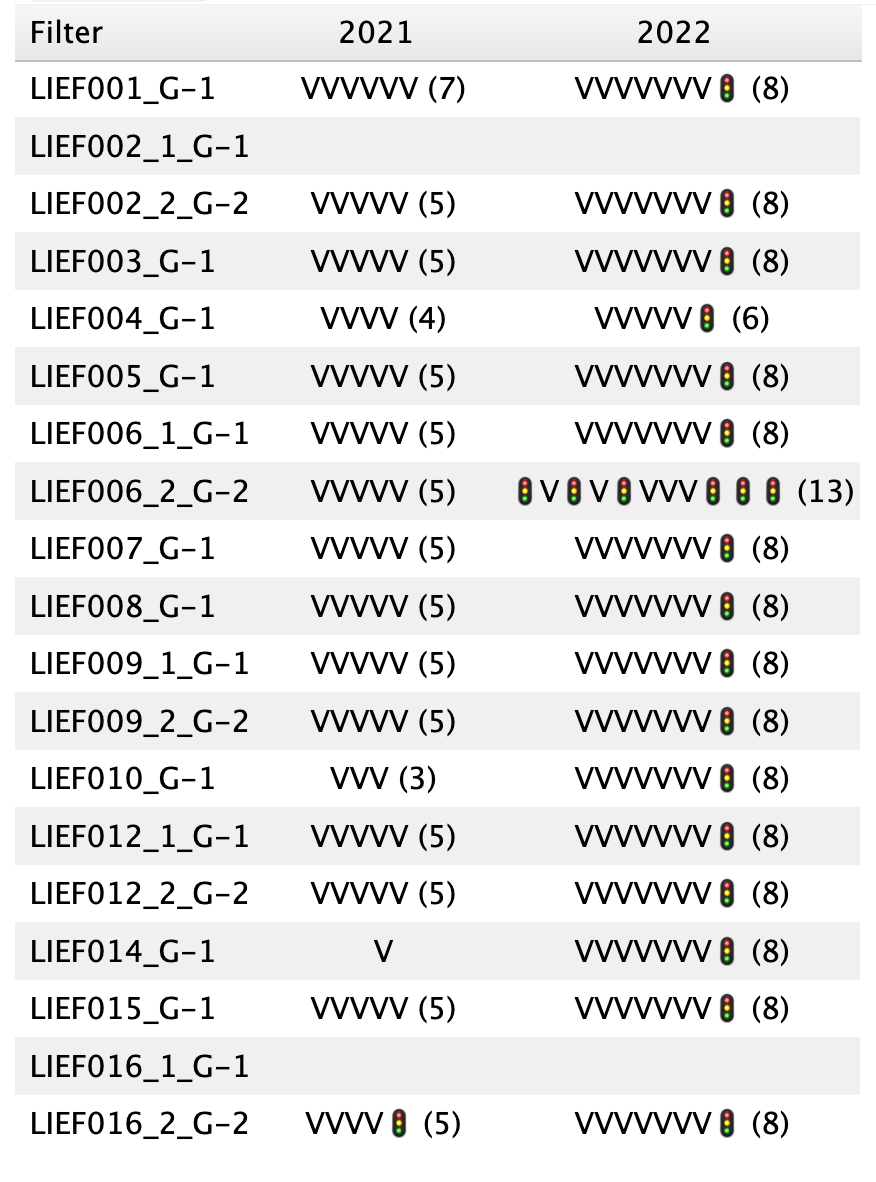 Filter 2021 2022
LIEF001_G-1 VVVVVV (7) VVVVVVV🚦 (8)
LIEF002_1_G-1
LIEF002_2_G-2 VVVVV (5) VVVVVVV🚦 (8)
LIEF003_G-1 VVVVV (5) VVVVVVV🚦 (8)
LIEF004_G-1 VVVV (4) VVVVV🚦 (6)
LIEF005_G-1 VVVVV (5) VVVVVVV🚦 (8)
LIEF006_1_G-1 VVVVV (5) VVVVVVV🚦 (8)
LIEF006_2_G-2 VVVVV (5) 🚦V🚦V🚦VVV🚦🚦🚦 (13)
LIEF007_G-1 VVVVV (5) VVVVVVV🚦 (8)
LIEF008_G-1 VVVVV (5) VVVVVVV🚦 (8)
LIEF009_1_G-1 VVVVV (5) VVVVVVV🚦 (8)
LIEF009_2_G-2 VVVVV (5) VVVVVVV🚦 (8)
LIEF010_G-1 VVV (3) VVVVVVV🚦 (8)
LIEF012_1_G-1 VVVVV (5) VVVVVVV🚦 (8)
LIEF012_2_G-2 VVVVV (5) VVVVVVV🚦 (8)
LIEF014_G-1 V VVVVVVV🚦 (8)
LIEF015_G-1 VVVVV (5) VVVVVVV🚦 (8)
LIEF016_1_G-1
LIEF016_2_G-2 VVVV🚦 (5) VVVVVVV🚦 (8)